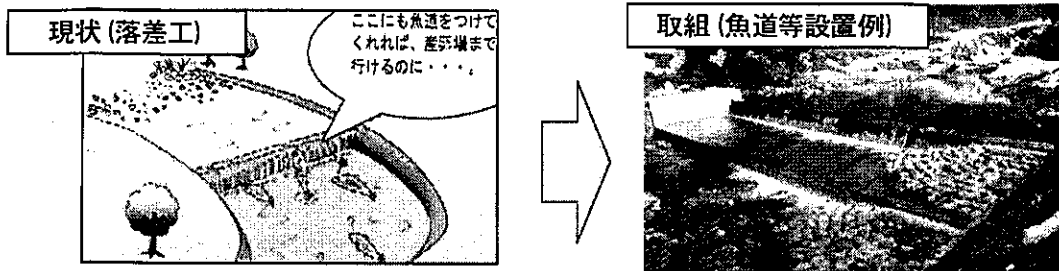 現状(落差工)
ここにも魚道をつけて
くれれば、産卵場まで
行けるのに・・・。
取組(魚道等設置例)